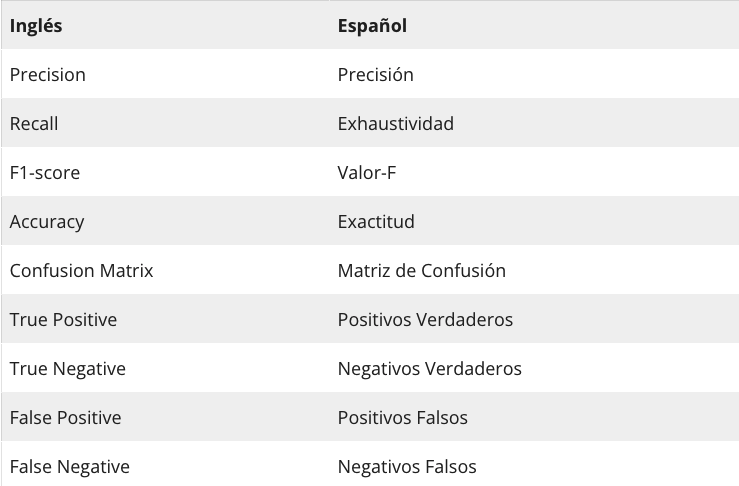 Inglés Español
Precision Precisión
Recall Exhaustividad
F1-score Valor-F
Accuracy Exactitud
Confusion Matrix Matriz de Confusión
True Positive Positivos Verdaderos
True Negative Negativos Verdaderos
False Positive Positivos Falsos
False Negative Negativos Falsos